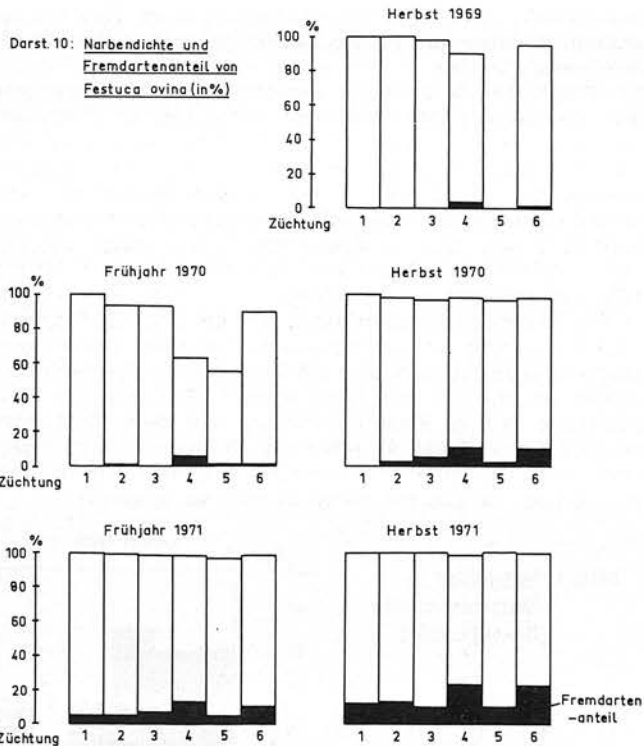 Darst. 10: Narbendichte und
Fremdartenanteil von
Festuca ovina (in %)
Herbst 1969
%
100
80
60
40
20
0
Züchtung 1 2 3 4 5 6
Frühjahr 1970
%
100
80
60
40
20
0
Züchtung 1 2 3 4 5 6
Herbst 1970
1 2 3 4 5 6
Frühjahr 1971
%
100
80
60
40
20
0
Züchtung 1 2 3 4 5 6
Herbst 1971
Fremdarten
-anteil
1 2 3 4 5 6